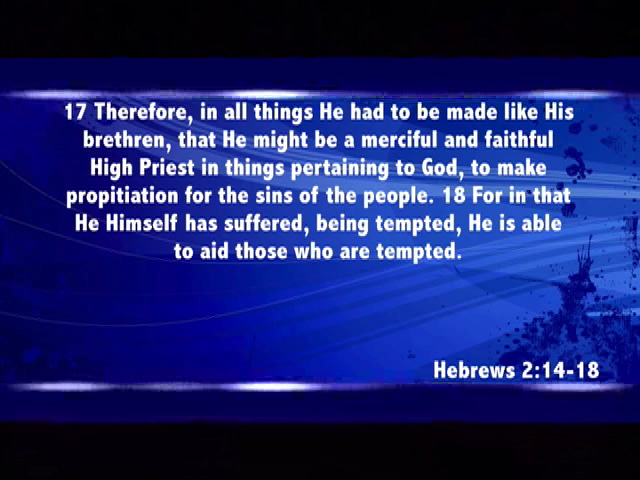 17 Therefore, in all things He had to be made like His
brethren, that He might be a merciful and faithful
High Priest in things pertaining to God, to make
propitiation for the sins of the people. 18 For in that
He Himself has suffered, being tempted, He is able
to aid those who are tempted.
Hebrews 2:14-18